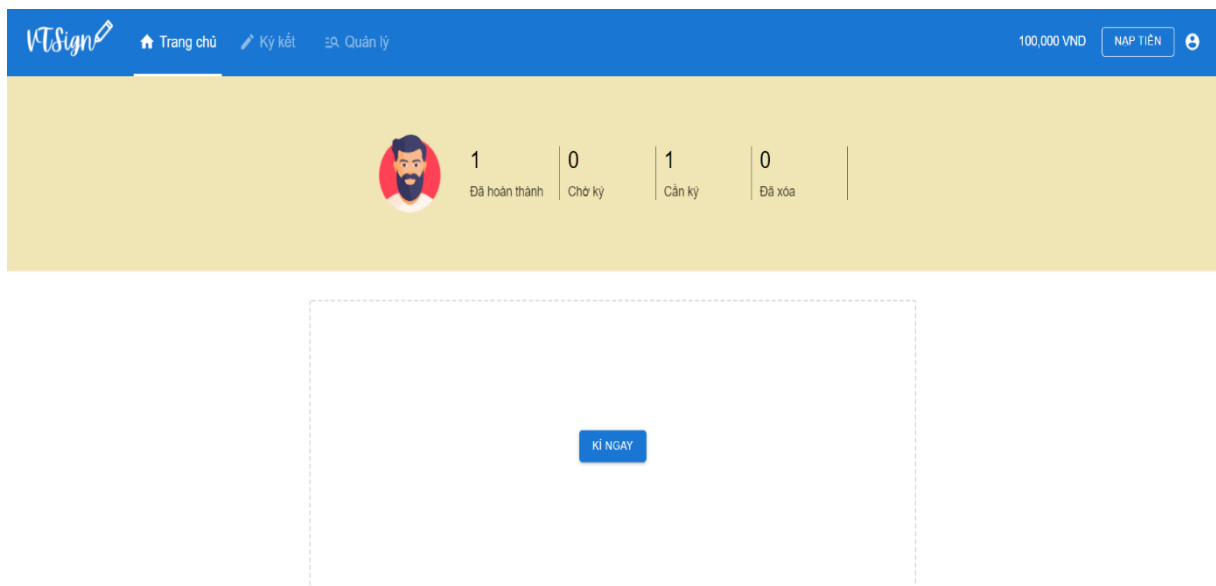 VTSign Trang chủ Ký kết Quản lý 100,000 VND NẠP TIỀN
1 0 1 0
Đã hoàn thành Chờ ký Cần ký Đã xóa
KÍ NGAY